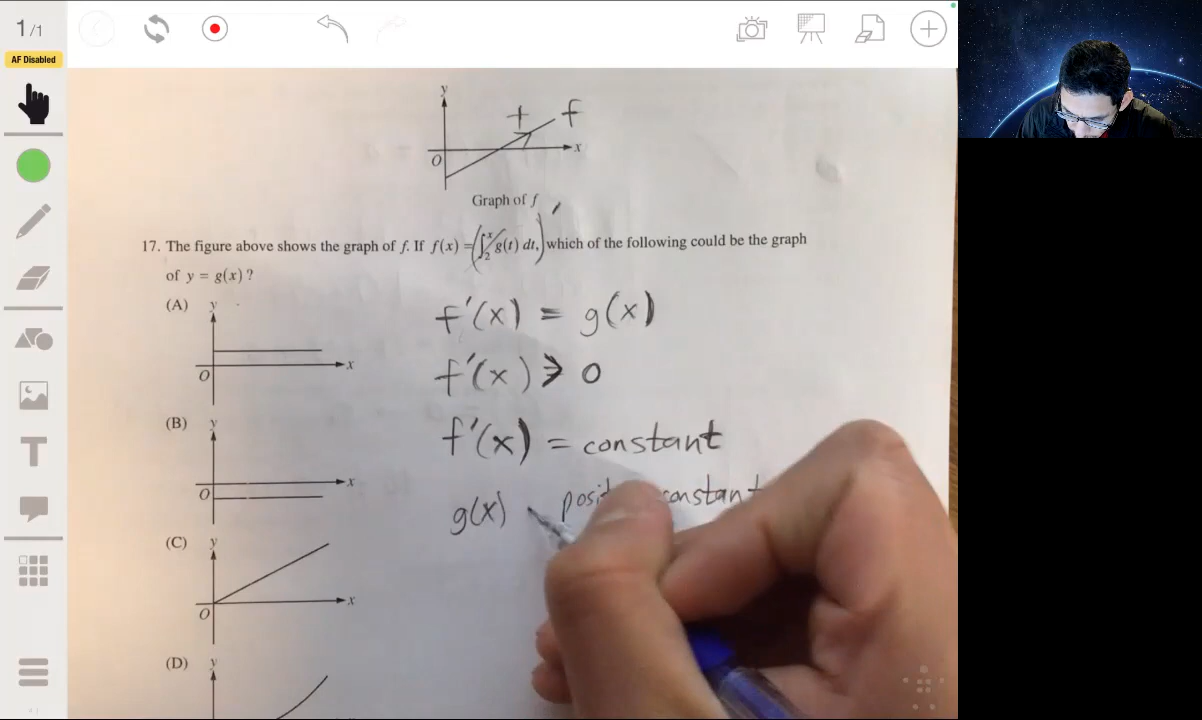 1/1
AF Disabled
T
y
+ f
O
x
Graph of f
17. The figure above shows the graph of f. If f(x) = (∫₂ˣ g(t) dt,)′ which of the following could be the graph
of y = g(x) ?
(A) y
O x
f'(x) = g(x)
f'(x) > 0
(B) y
O x
f'(x) = constant
g(x) constant
(C) y
O x
(D) y